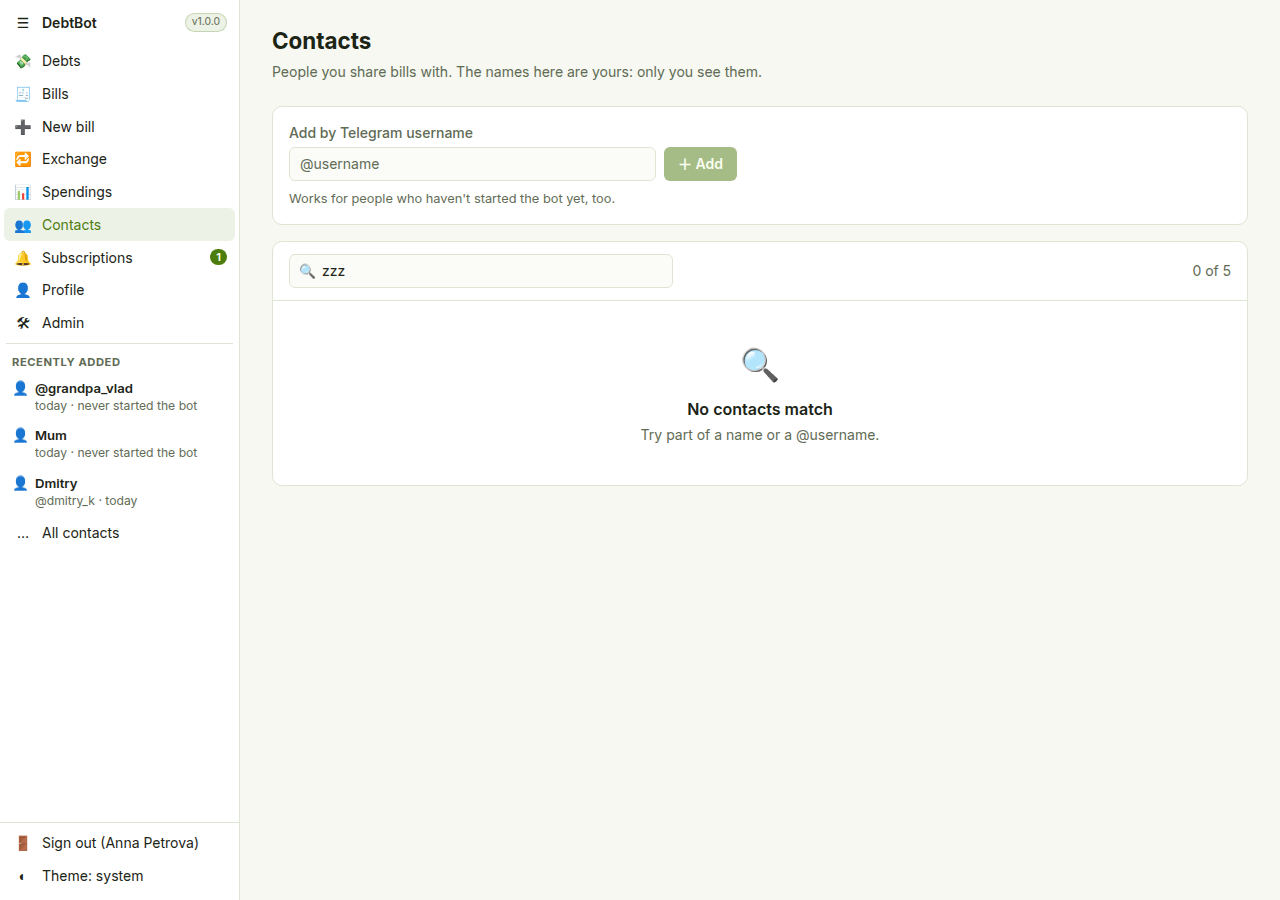 DebtBot
v1.0.0
Debts
Bills
New bill
Exchange
Spendings
Contacts
Subscriptions
1
Profile
Admin
RECENTLY ADDED
@grandpa_vlad
today · never started the bot
Mum
today · never started the bot
Dmitry
@dmitry_k · today
... All contacts
Sign out (Anna Petrova)
Theme: system
Contacts
People you share bills with. The names here are yours: only you see them.
Add by Telegram username
@username
+ Add
Works for people who haven't started the bot yet, too.
zzz
0 of 5
No contacts match
Try part of a name or a @username.